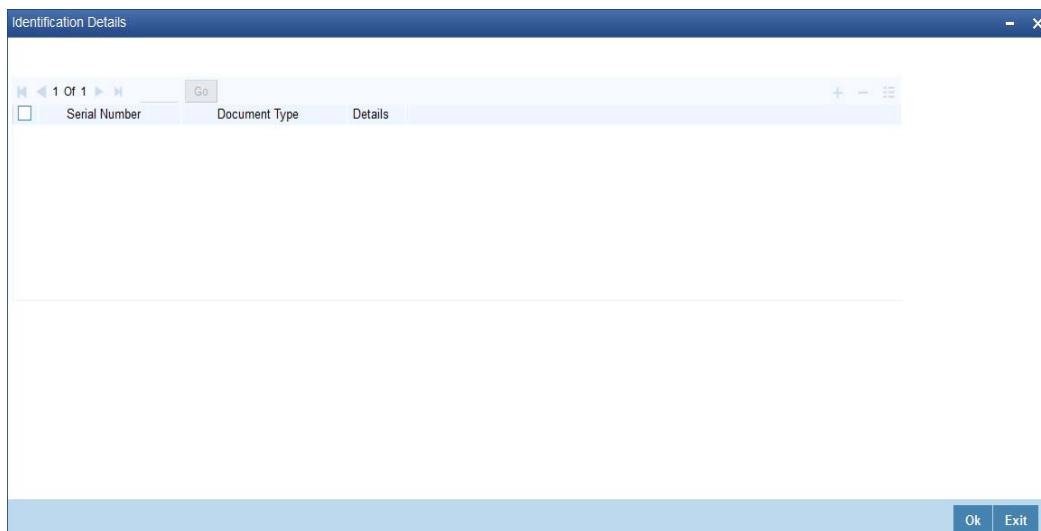 Identification Details
1 Of 1 Go
Serial Number Document Type Details
Ok Exit